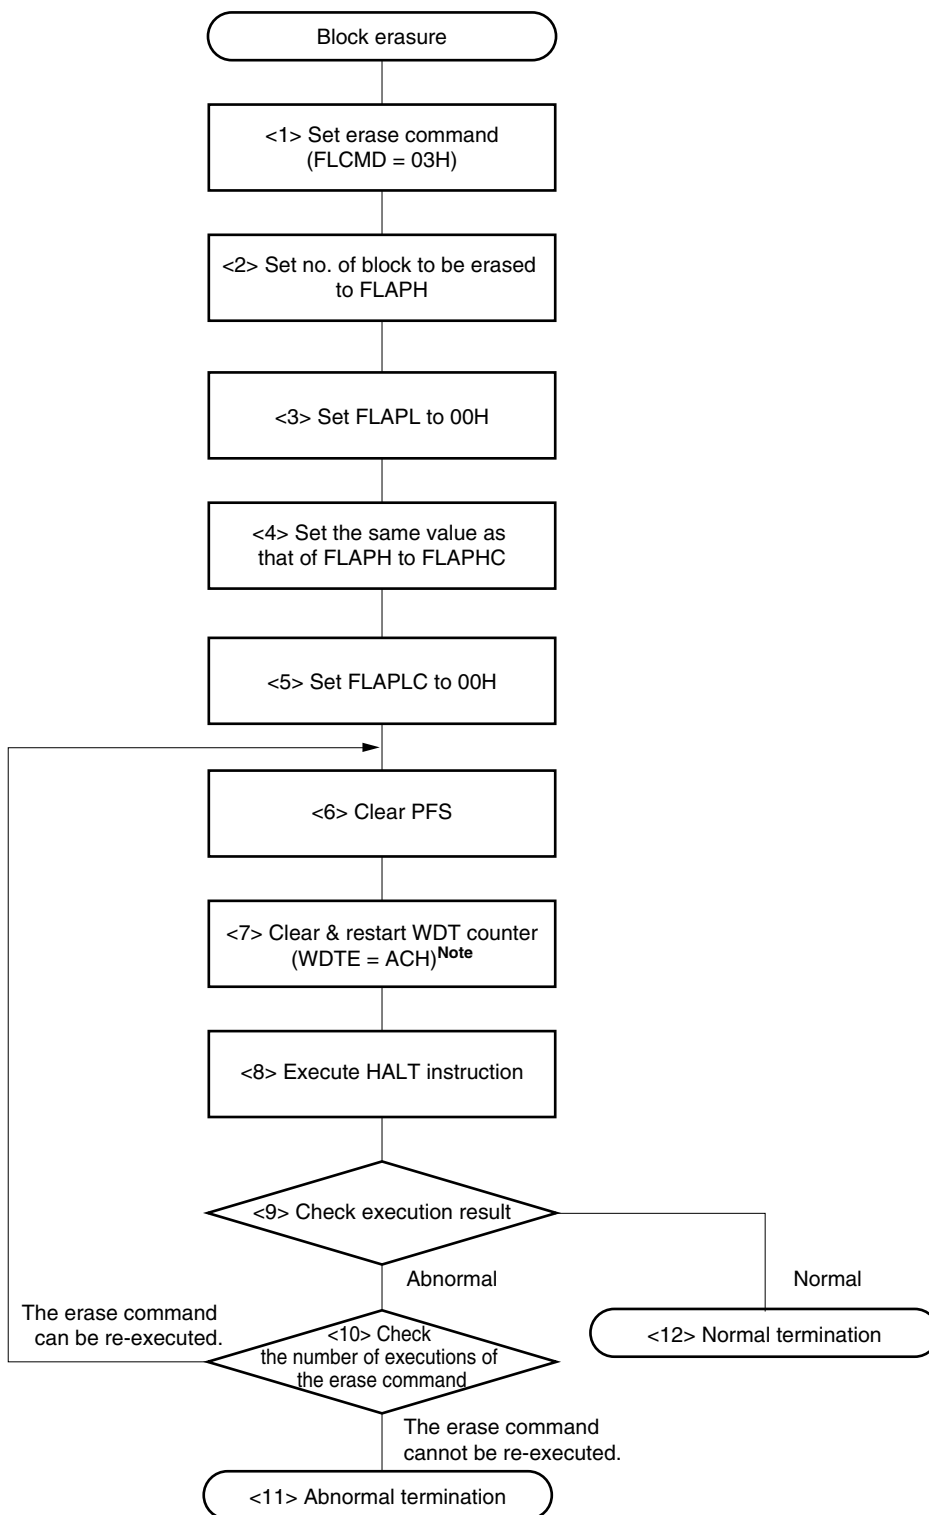 Block erasure
<1> Set erase command
(FLCMD = 03H)
<2> Set no. of block to be erased
to FLAPH
<3> Set FLAPL to 00H
<4> Set the same value as
that of FLAPH to FLAPHC
<5> Set FLAPLC to 00H
<6> Clear PFS
<7> Clear & restart WDT counter
(WDTE = ACH)Note
<8> Execute HALT instruction
<9> Check execution result
Abnormal
Normal
The erase command
can be re-executed.
<10> Check
the number of executions of
the erase command
<12> Normal termination
The erase command
cannot be re-executed.
<11> Abnormal termination